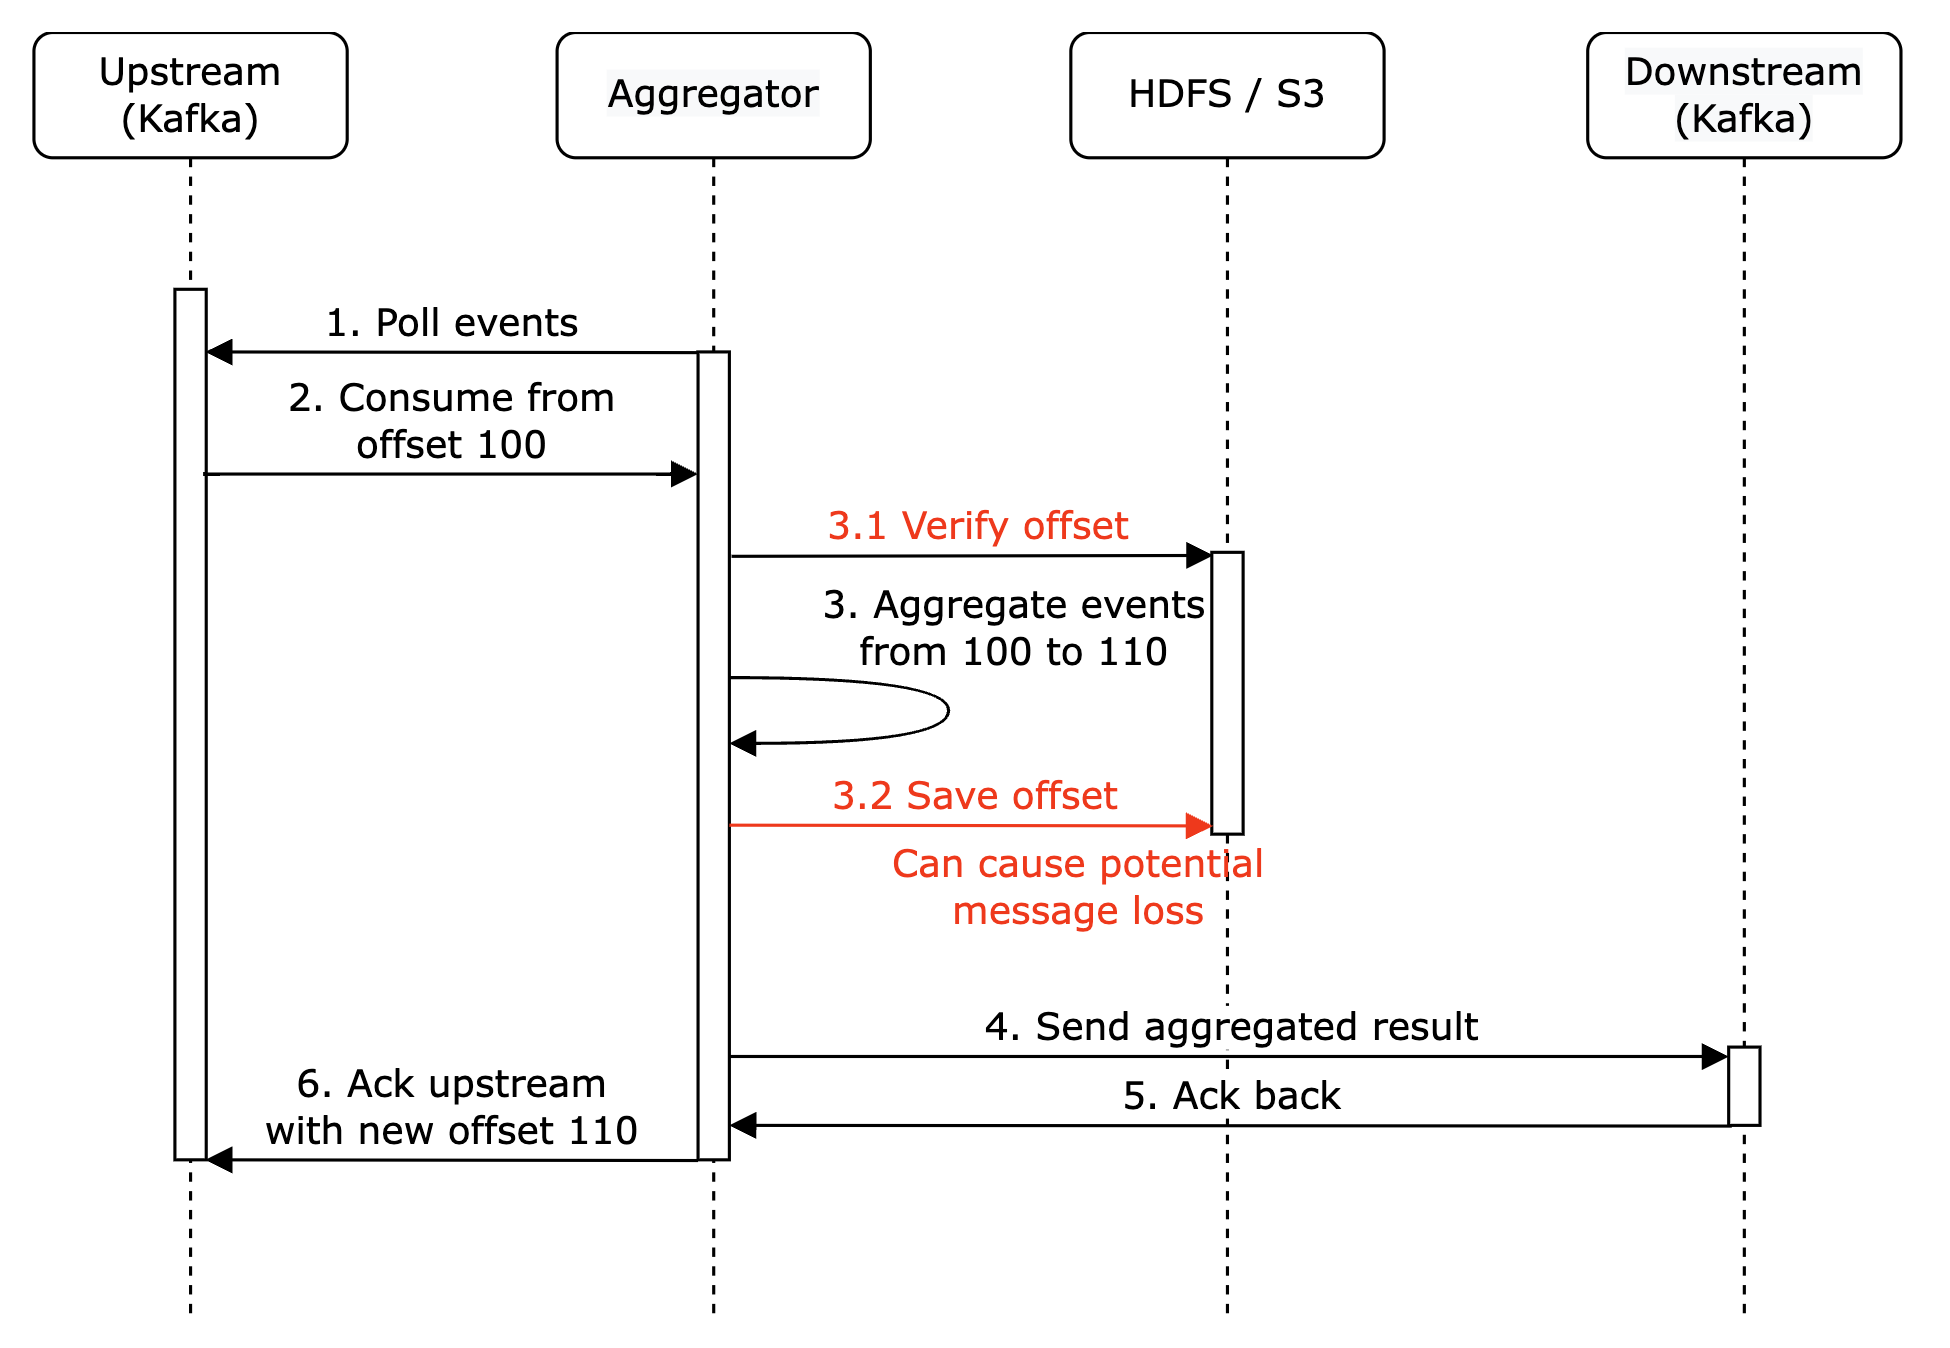 Upstream
(Kafka)
Aggregator
HDFS / S3
Downstream
(Kafka)
1. Poll events
2. Consume from
offset 100
3.1 Verify offset
3. Aggregate events
from 100 to 110
3.2 Save offset
Can cause potential
message loss
4. Send aggregated result
5. Ack back
6. Ack upstream
with new offset 110